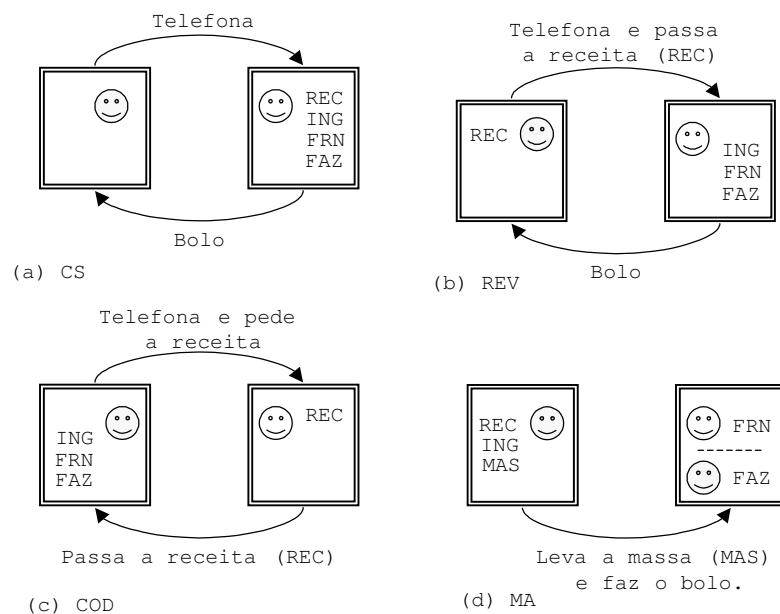 Telefona
REC
ING
FRN
FAZ
Bolo
(a) CS
Telefona e passa
a receita (REC)
REC
ING
FRN
FAZ
Bolo
(b) REV
Telefona e pede
a receita
ING
FRN
FAZ
REC
Passa a receita (REC)
(c) COD
REC
ING
MAS
FRN
-------
FAZ
Leva a massa (MAS)
e faz o bolo.
(d) MA